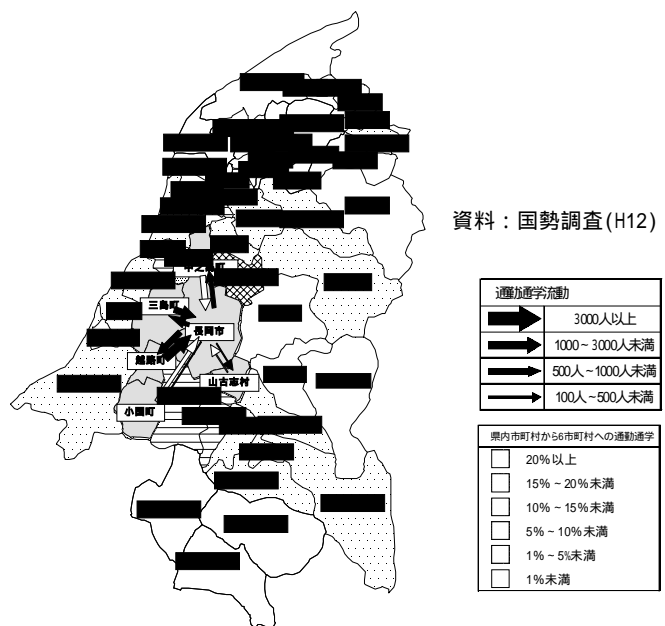 資料：国勢調査(H12)
中之島町
三島町
長岡市
越路町
山古志村
小国町
通勤通学流動
3000人以上
1000～3000人未満
500人～1000人未満
100人～500人未満
県内市町村から6市町村への通勤通学
20%以上
15%～20%未満
10%～15%未満
5%～10%未満
1%～5%未満
1%未満